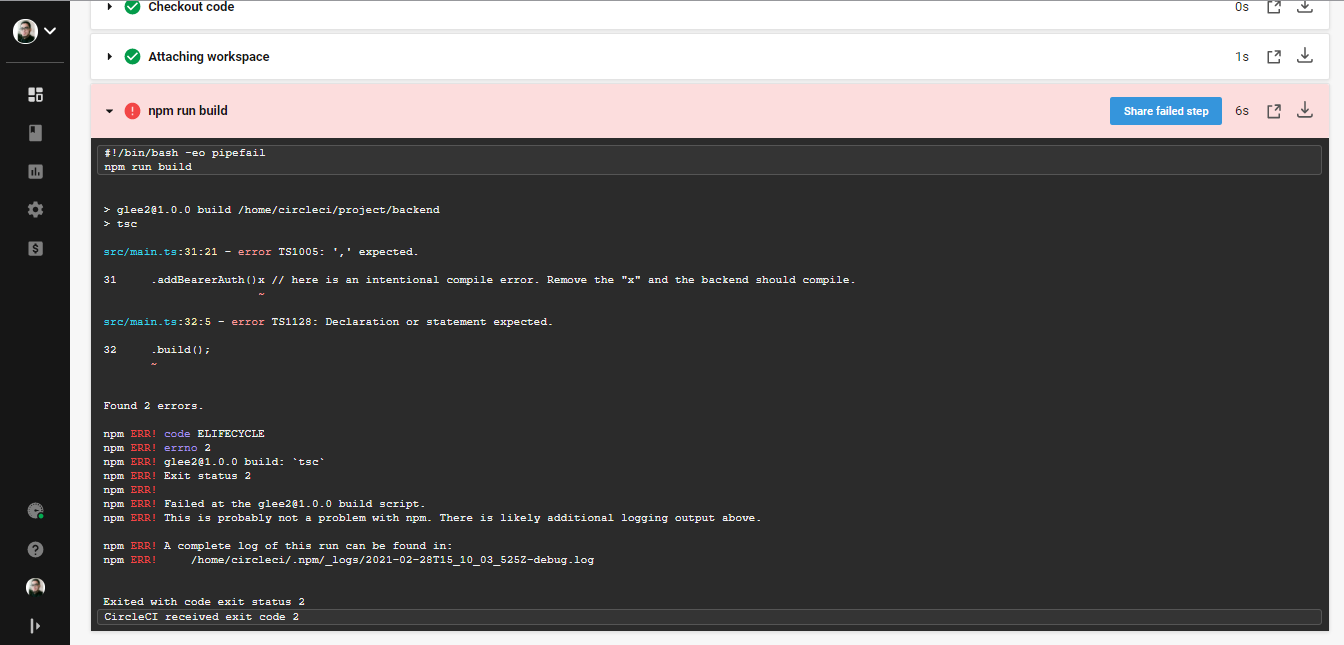 Checkout code 0s
Attaching workspace 1s
npm run build Share failed step 6s
#!/bin/bash -eo pipefail
npm run build
> glee2@1.0.0 build /home/circleci/project/backend
> tsc
src/main.ts:31:21 - error TS1005: ',' expected.
31     .addBearerAuth()x // here is an intentional compile error. Remove the "x" and the backend should compile.
~
src/main.ts:32:5 - error TS1128: Declaration or statement expected.
32     .build();
~
Found 2 errors.
npm ERR! code ELIFECYCLE
npm ERR! errno 2
npm ERR! glee2@1.0.0 build: `tsc`
npm ERR! Exit status 2
npm ERR!
npm ERR! Failed at the glee2@1.0.0 build script.
npm ERR! This is probably not a problem with npm. There is likely additional logging output above.
npm ERR! A complete log of this run can be found in:
npm ERR!     /home/circleci/.npm/_logs/2021-02-28T15_10_03_525Z-debug.log
Exited with code exit status 2
CircleCI received exit code 2